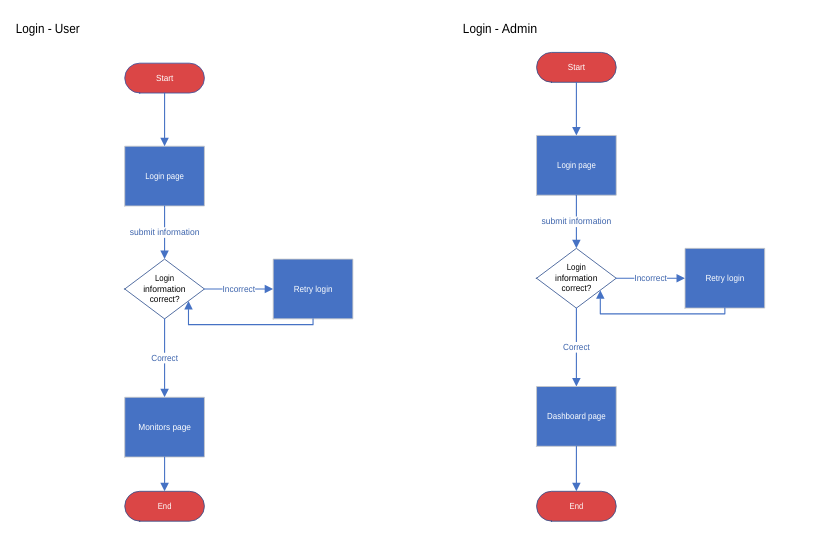 Login - User
Start
Login page
submit information
Login
information
correct?
Incorrect
Retry login
Correct
Monitors page
End
Login - Admin
Start
Login page
submit information
Login
information
correct?
Incorrect
Retry login
Correct
Dashboard page
End